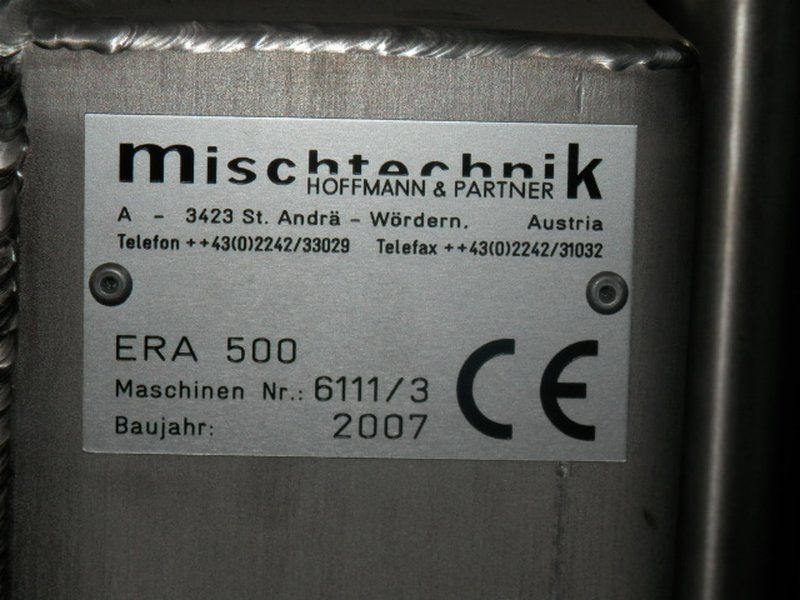 mischtechnik
HOFFMANN & PARTNER
A - 3423 St. Andrä - Wördern, Austria
Telefon ++43(0)2242/33029 Telefax ++43(0)2242/31032
ERA 500
Maschinen Nr.: 6111/3
Baujahr: 2007
CE